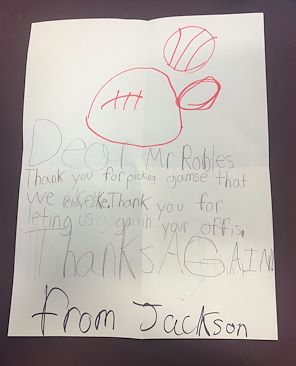 Dear Mr Robles
Thank you for picking gamse that
we like. Thank you for
leting us gain in your offis.
Thanks AGAIN!
From Jackson